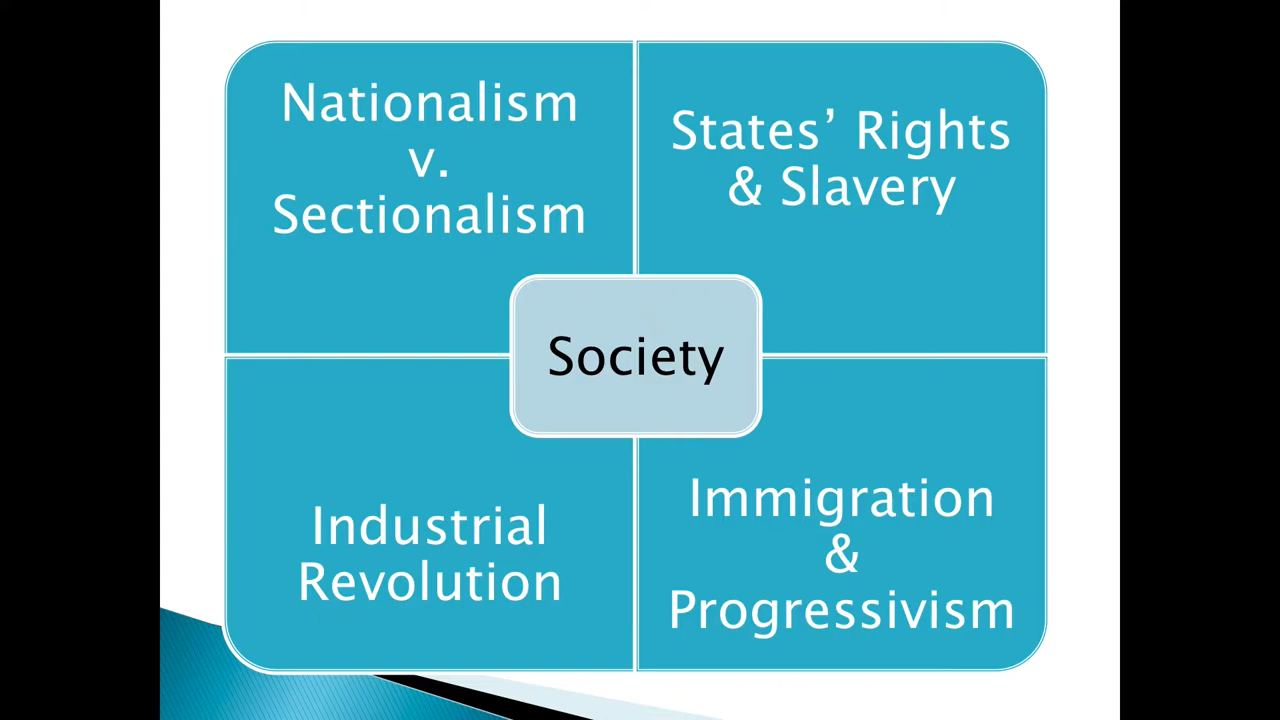 Nationalism
v.
Sectionalism
States’ Rights
& Slavery
Society
Industrial
Revolution
Immigration
&
Progressivism